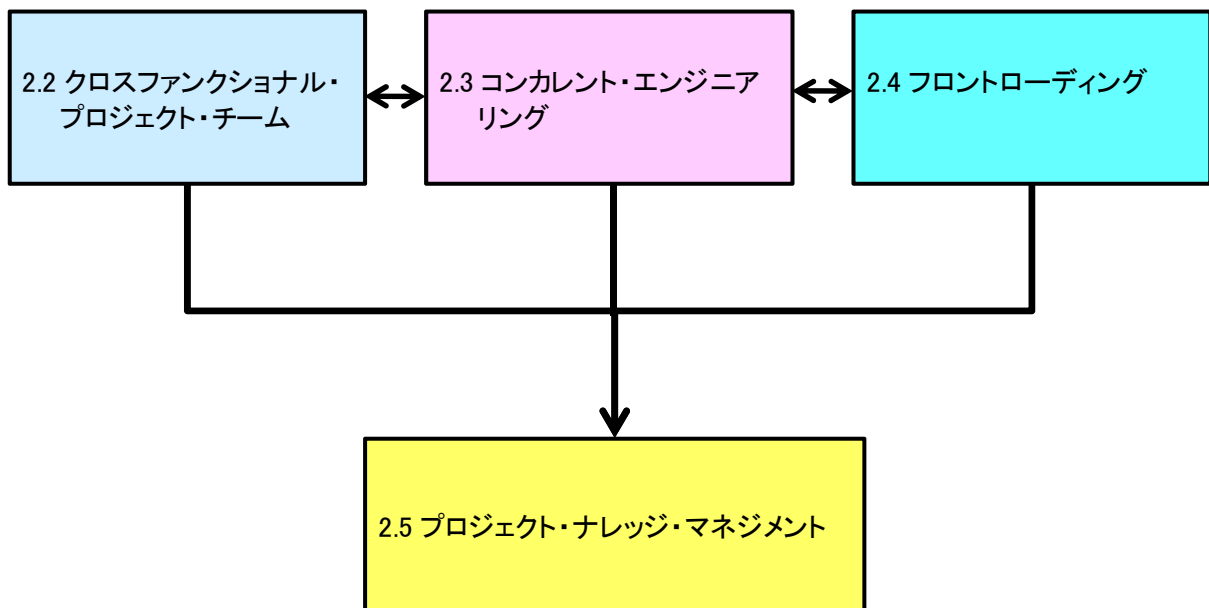 2.2 クロスファンクショナル・
プロジェクト・チーム
2.3 コンカレント・エンジニア
リング
2.4 フロントローディング
2.5 プロジェクト・ナレッジ・マネジメント